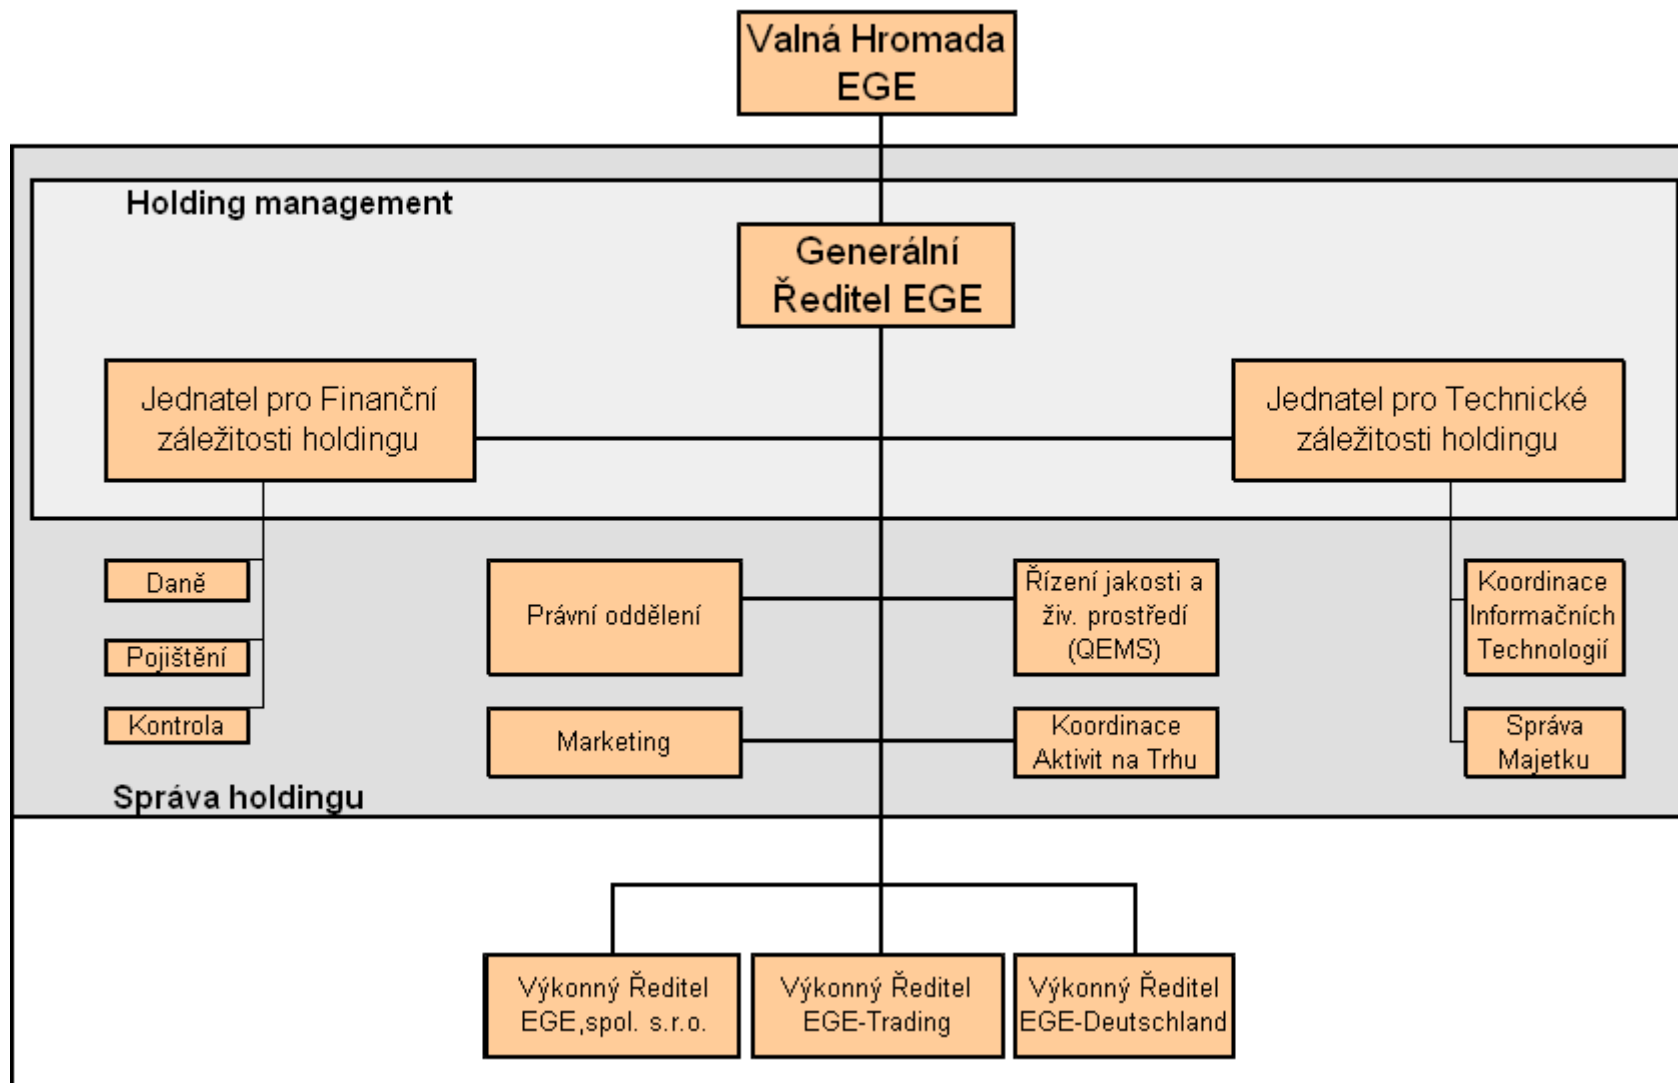 Valná Hromada
EGE
Holding management
Generální
Ředitel EGE
Jednatel pro Finanční
záležitosti holdingu
Jednatel pro Technické
záležitosti holdingu
Daně
Pojištění
Kontrola
Právní oddělení
Marketing
Řízení jakosti a
živ. prostředí
(QEMS)
Koordinace
Aktivit na Trhu
Koordinace
Informačních
Technologií
Správa
Majetku
Správa holdingu
Výkonný Ředitel
EGE,spol. s.r.o.
Výkonný Ředitel
EGE-Trading
Výkonný Ředitel
EGE-Deutschland